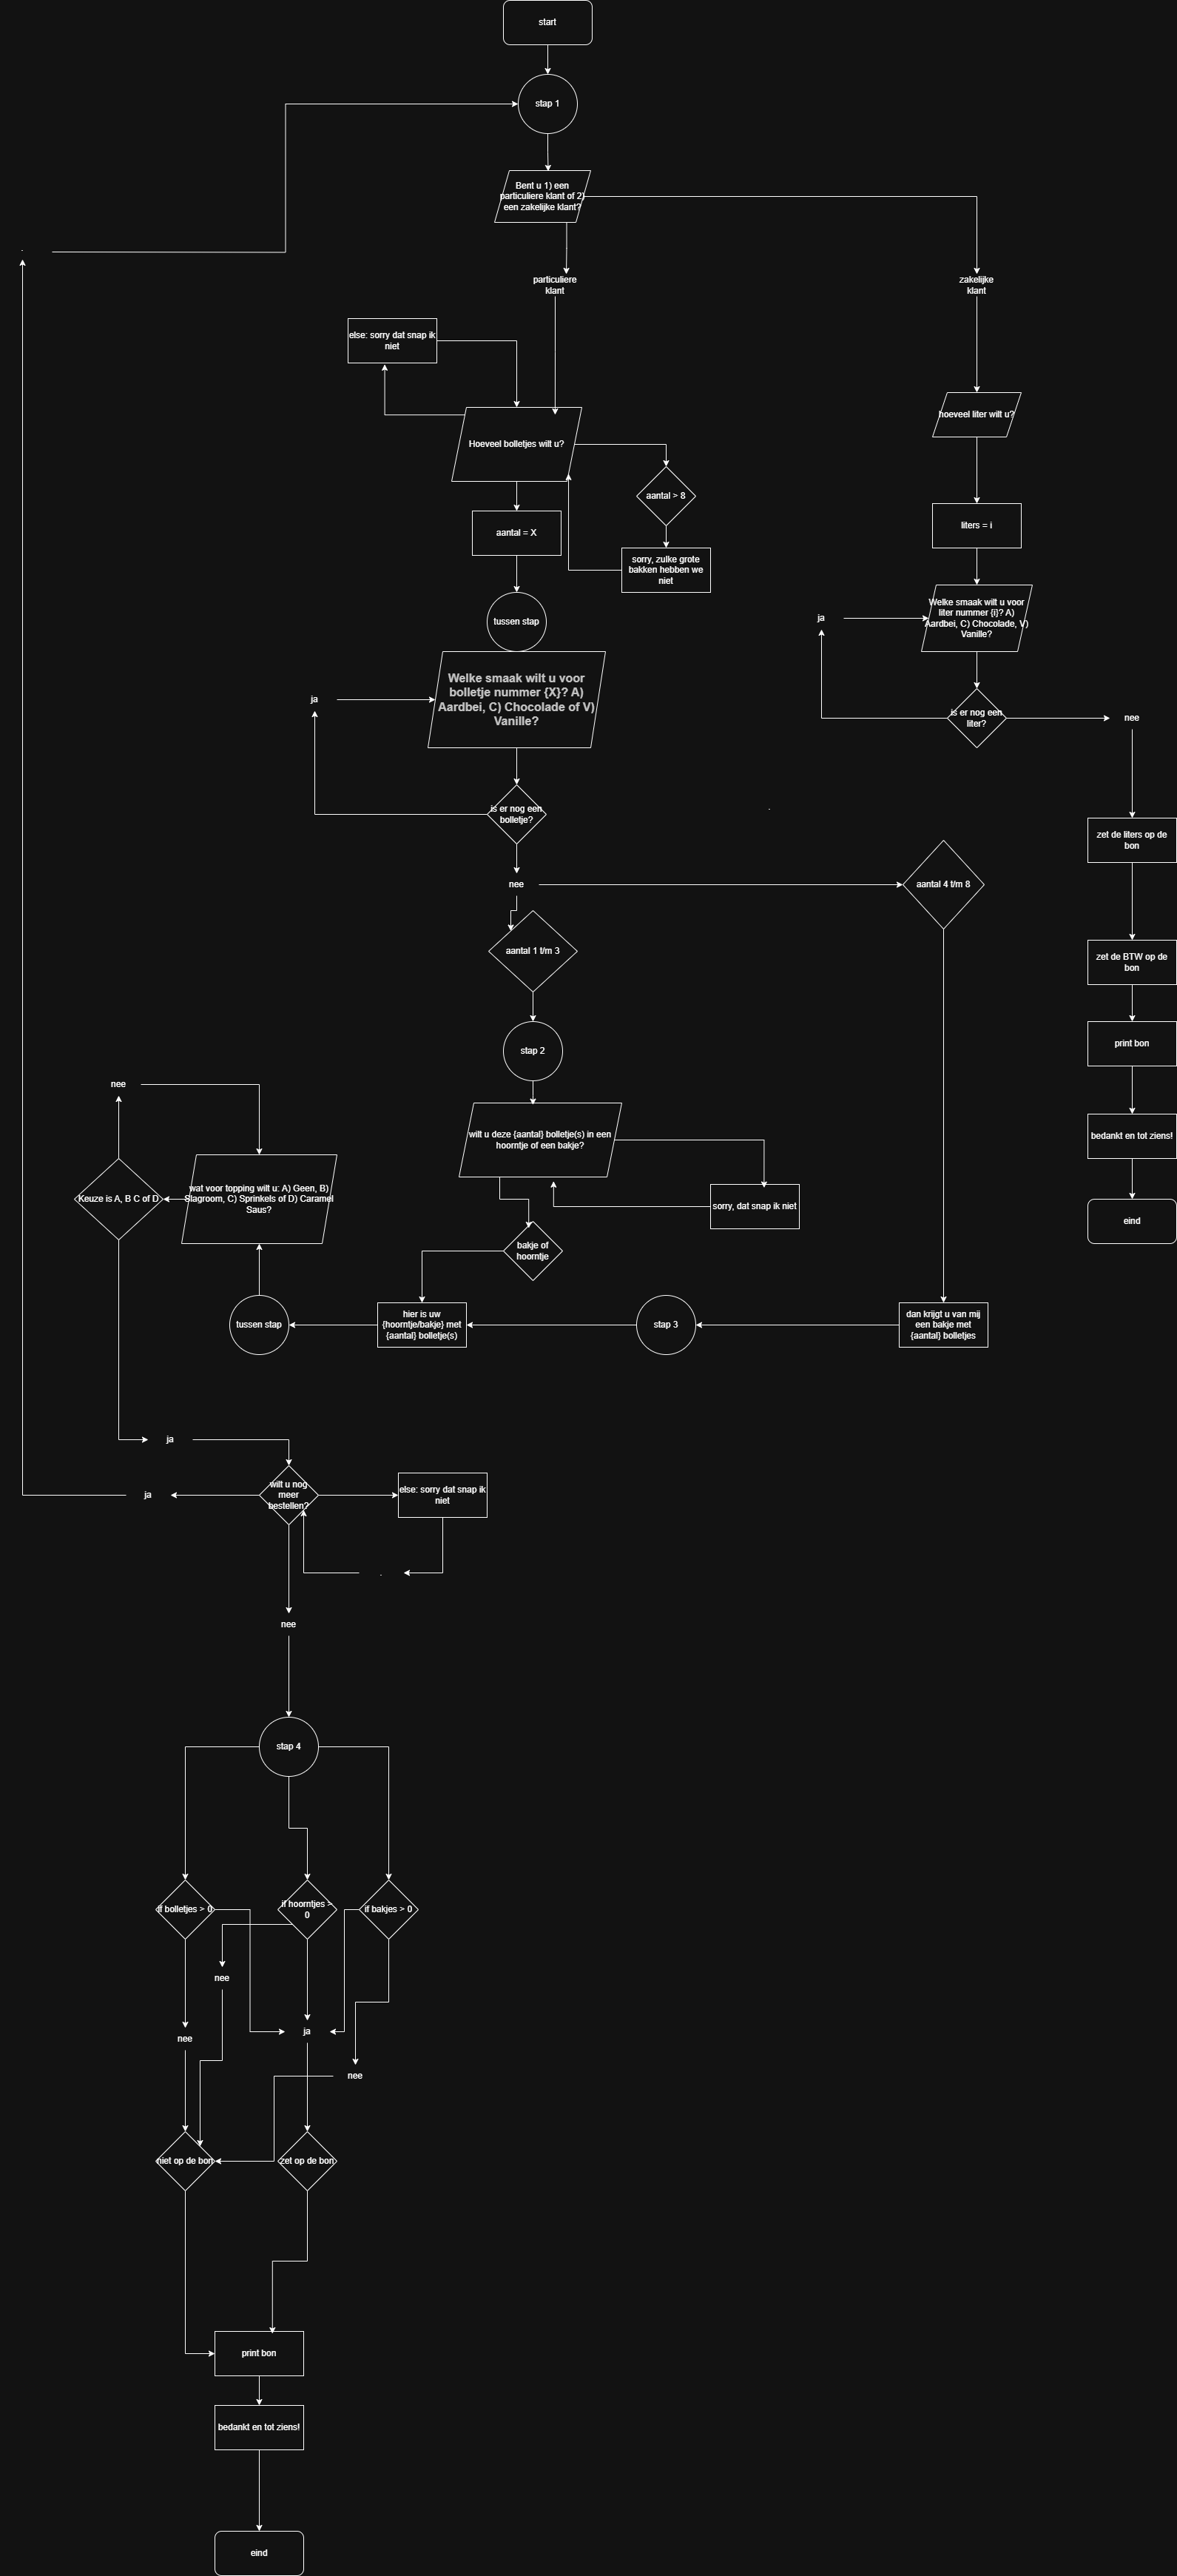 start
stap 1
Bent u 1) een
particuliere klant of 2)
een zakelijke klant?
particuliere
klant
zakelijke
klant
else: sorry dat snap ik
niet
Hoeveel bolletjes wilt u?
hoeveel liter wilt u?
aantal > 8
aantal = X
liters = i
sorry, zulke grote
bakken hebben we
niet
tussen stap
Welke smaak wilt u voor
liter nummer {i}? A)
Aardbei, C) Chocolade, V)
Vanille?
ja
Welke smaak wilt u voor
bolletje nummer {X}? A)
Aardbei, C) Chocolade of V)
Vanille?
ja
is er nog een
liter?
nee
is er nog een
bolletje?
zet de liters op de
bon
nee
aantal 4 t/m 8
aantal 1 t/m 3
zet de BTW op de
bon
stap 2
print bon
nee
wilt u deze {aantal} bolletje(s) in een
hoorntje of een bakje?
bedankt en tot ziens!
Keuze is A, B C of D
wat voor topping wilt u: A) Geen, B)
Slagroom, C) Sprinkels of D) Caramel
Saus?
sorry, dat snap ik niet
eind
bakje of
hoorntje
tussen stap
hier is uw
{hoorntje/bakje} met
{aantal} bolletje(s)
stap 3
dan krijgt u van mij
een bakje met
{aantal} bolletjes
ja
ja
wilt u nog
meer
bestellen?
else: sorry dat snap ik
niet
nee
stap 4
if bolletjes > 0
if hoorntjes >
0
if bakjes > 0
nee
nee
ja
nee
niet op de bon
zet op de bon
print bon
bedankt en tot ziens!
eind